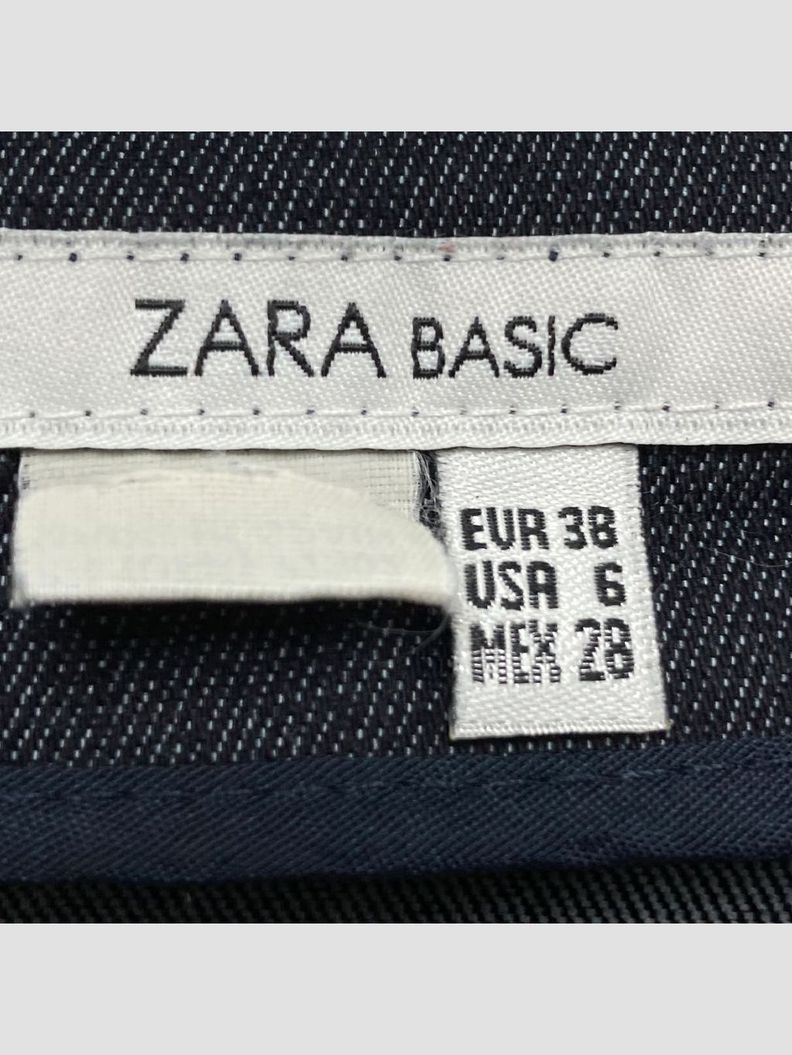 ZARA BASIC
EUR 38
USA 6
MEX 28